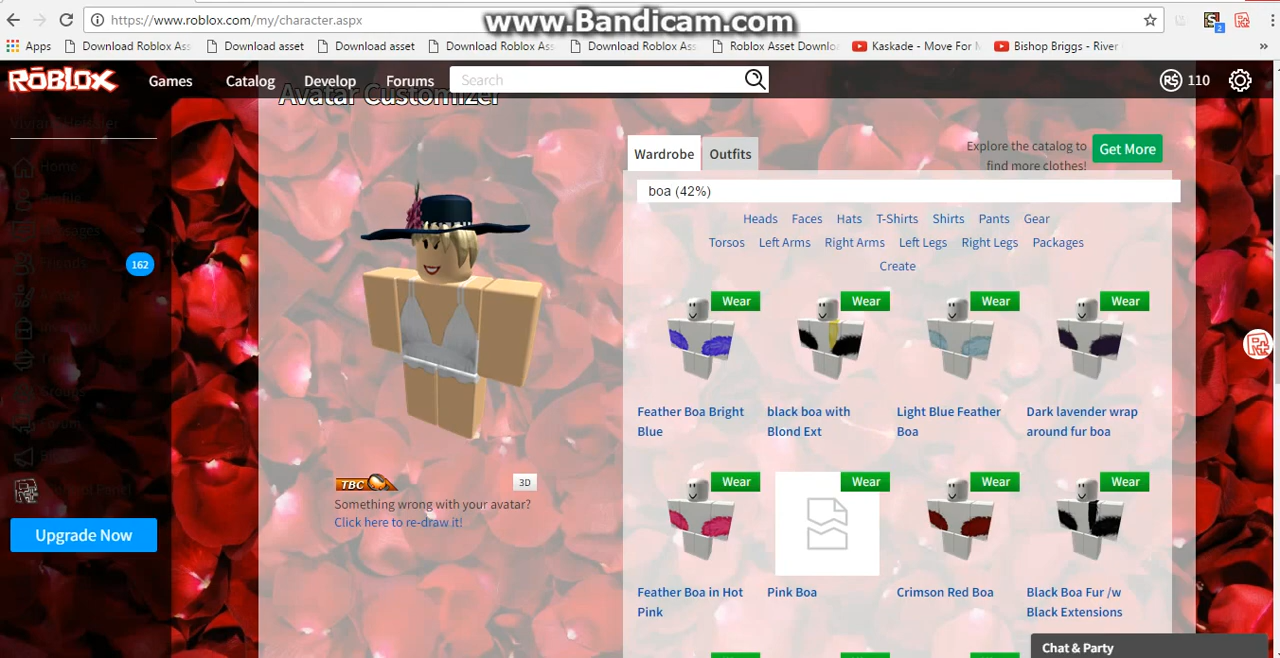 https://www.roblox.com/my/character.aspx
www.Bandicam.com
2
Apps
Download Roblox Ass
Download asset
Download asset
Download Roblox Ass
Download Roblox Ass
Roblox Asset Downlo
Kaskade - Move For M
Bishop Briggs - River
»
ROBLOX
Games
Catalog
Develop
Forums
Search
R$ 110
Avatar Customizer
Home
162
Upgrade Now
Wardrobe
Outfits
Explore the catalog to
find more clothes!
Get More
boa (42%)
Heads Faces Hats T-Shirts Shirts Pants Gear
Torsos Left Arms Right Arms Left Legs Right Legs Packages
Create
Wear
Wear
Wear
Wear
Feather Boa Bright
Blue
black boa with
Blond Ext
Light Blue Feather
Boa
Dark lavender wrap
around fur boa
TBC
3D
Something wrong with your avatar?
Click here to re-draw it!
Wear
Wear
Wear
Wear
Feather Boa in Hot
Pink
Pink Boa
Crimson Red Boa
Black Boa Fur /w
Black Extensions
Chat & Party